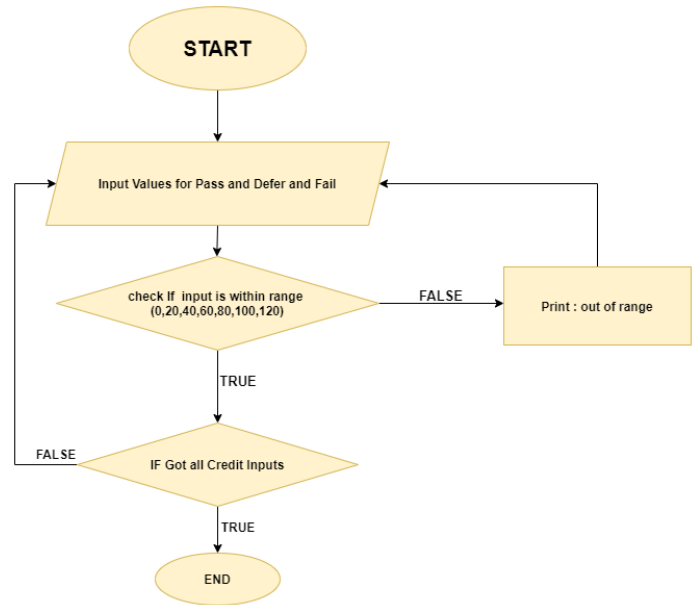 START
Input Values for Pass and Defer and Fail
check If input is within range
(0,20,40,60,80,100,120)
FALSE
Print : out of range
TRUE
FALSE
IF Got all Credit Inputs
TRUE
END